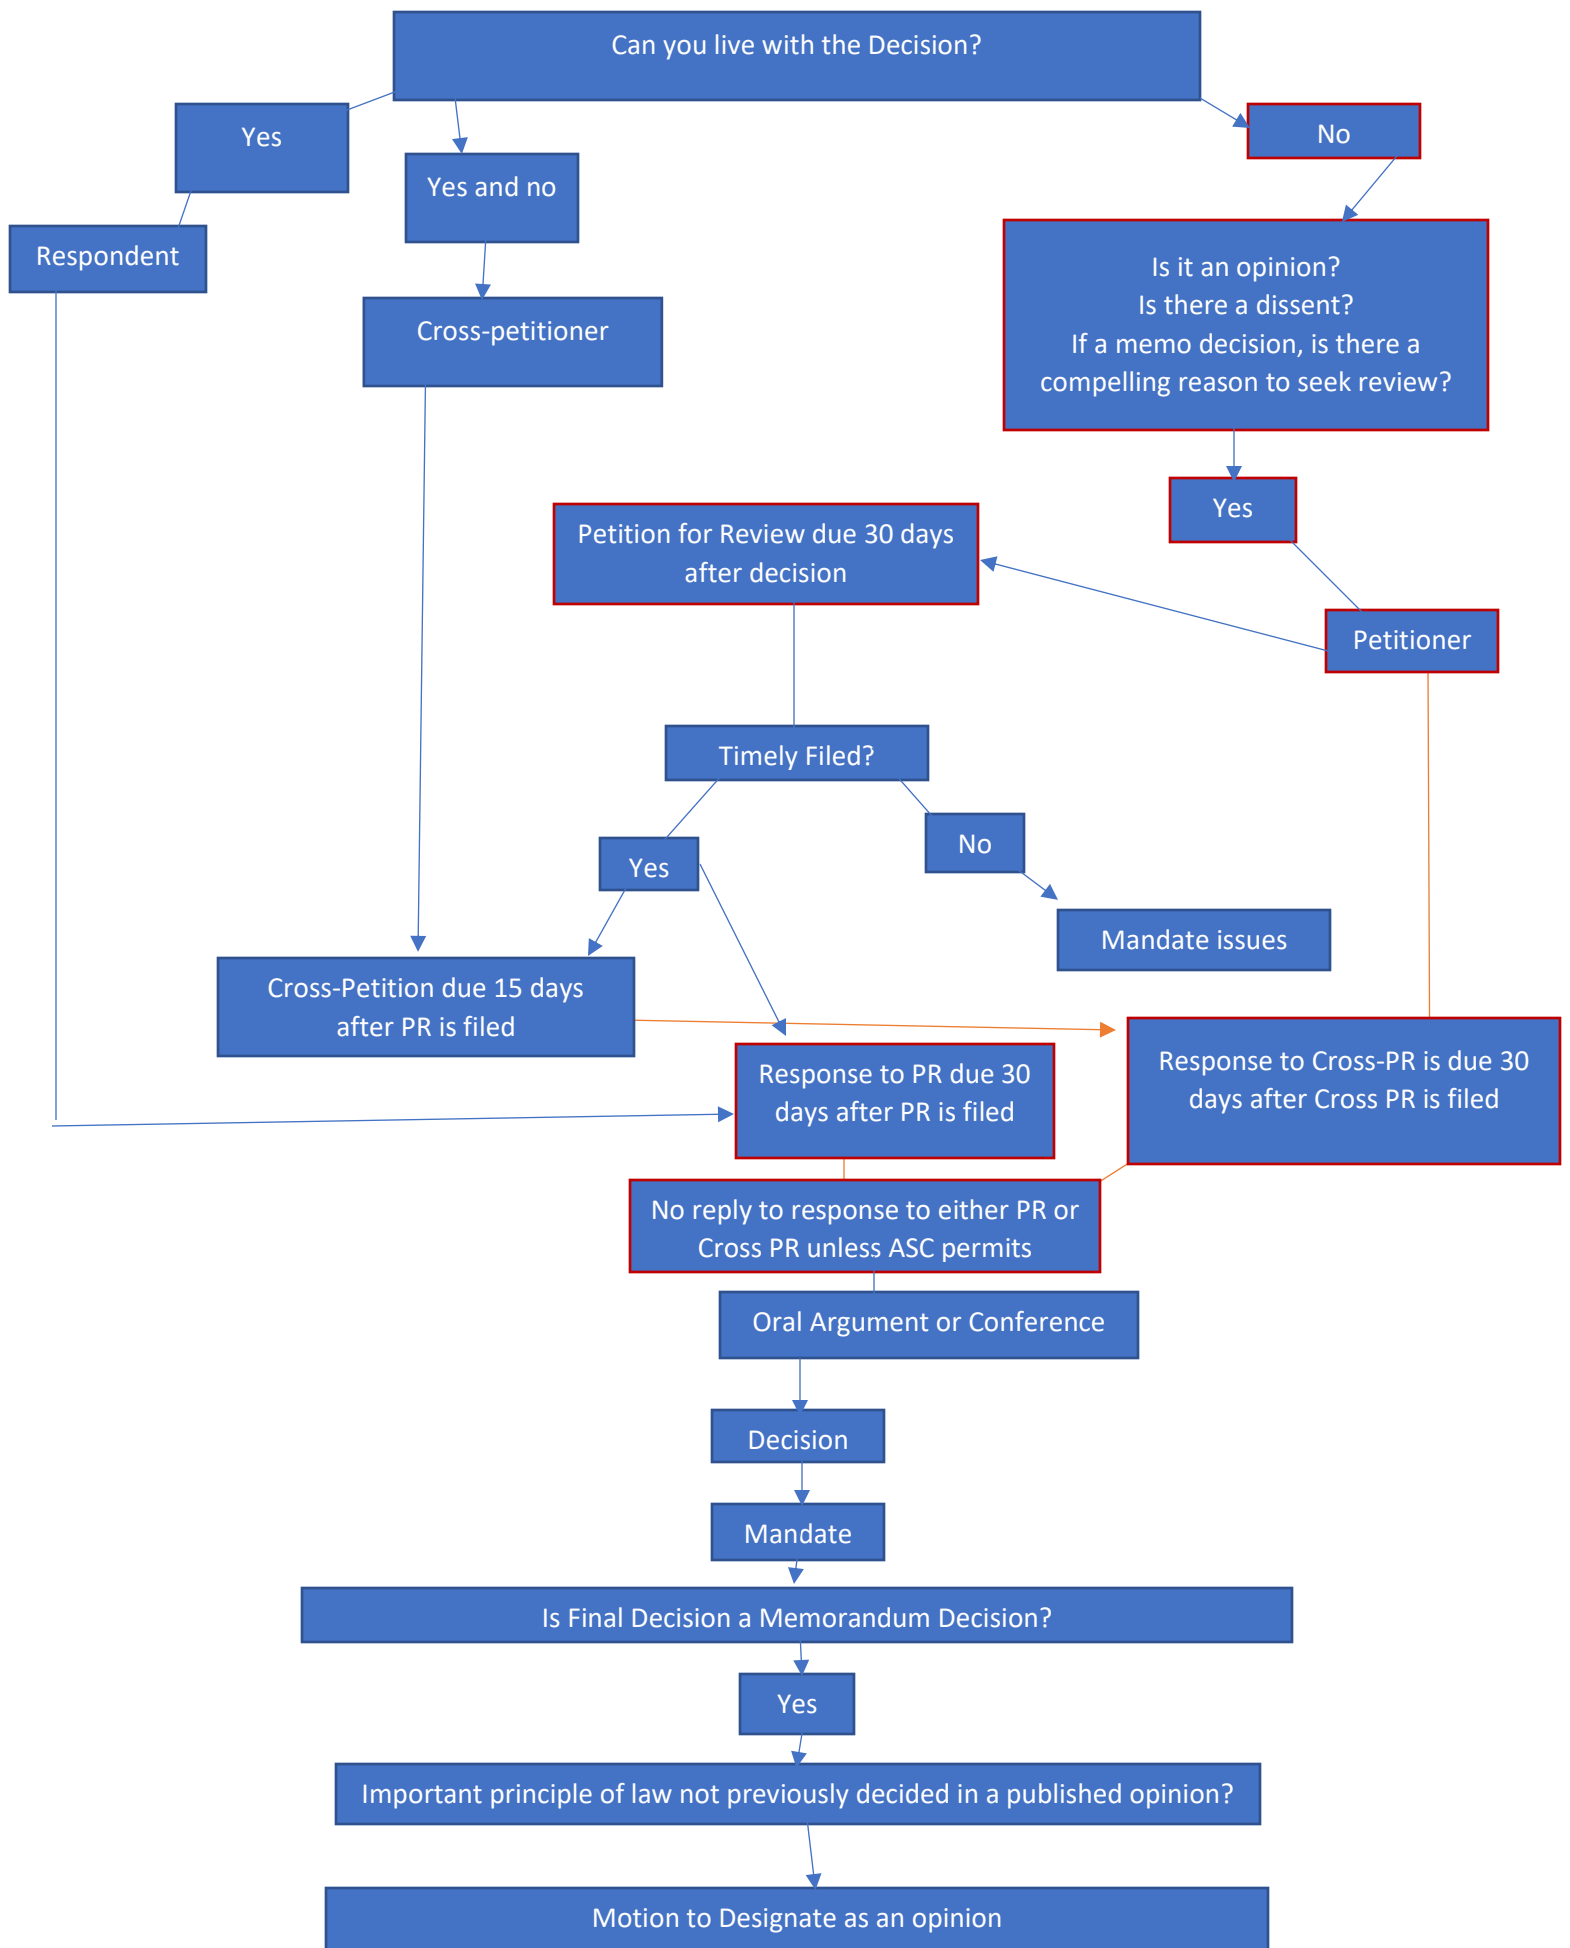 Can you live with the Decision?
Yes
No
Yes and no
Respondent
Is it an opinion?
Is there a dissent?
If a memo decision, is there a
compelling reason to seek review?
Cross-petitioner
Yes
Petition for Review due 30 days
after decision
Petitioner
Timely Filed?
Yes
No
Mandate issues
Cross-Petition due 15 days
after PR is filed
Response to PR due 30
days after PR is filed
Response to Cross-PR is due 30
days after Cross PR is filed
No reply to response to either PR or
Cross PR unless ASC permits
Oral Argument or Conference
Decision
Mandate
Is Final Decision a Memorandum Decision?
Yes
Important principle of law not previously decided in a published opinion?
Motion to Designate as an opinion